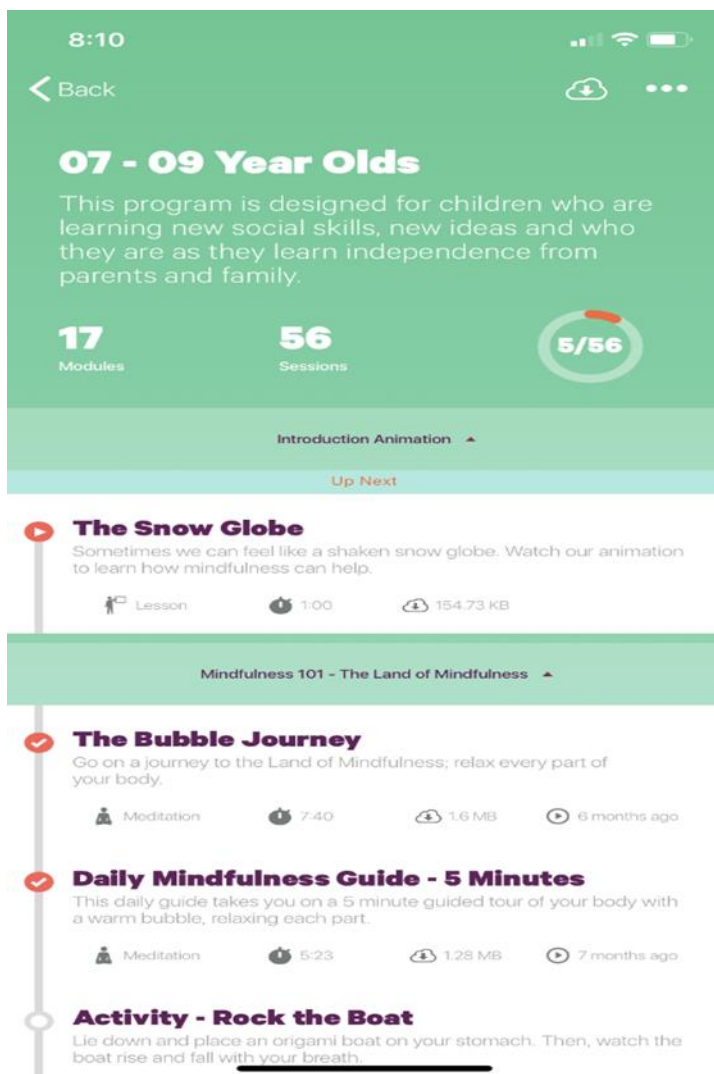 8:10
Back
07 - 09 Year Olds
This program is designed for children who are
learning new social skills, new ideas and who
they are as they learn independence from
parents and family.
17 56 5/56
Modules Sessions
Introduction Animation
Up Next
The Snow Globe
Sometimes we can feel like a shaken snow globe. Watch our animation
to learn how mindfulness can help.
Lesson 1:00 154.73 KB
Mindfulness 101 - The Land of Mindfulness
The Bubble Journey
Go on a journey to the Land of Mindfulness; relax every part of
your body.
Meditation 7:40 1.6 MB 6 months ago
Daily Mindfulness Guide - 5 Minutes
This daily guide takes you on a 5 minute guided tour of your body with
a warm bubble, relaxing each part.
Meditation 5:23 1.28 MB 7 months ago
Activity - Rock the Boat
Lie down and place an origami boat on your stomach. Then, watch the
boat rise and fall with your breath.